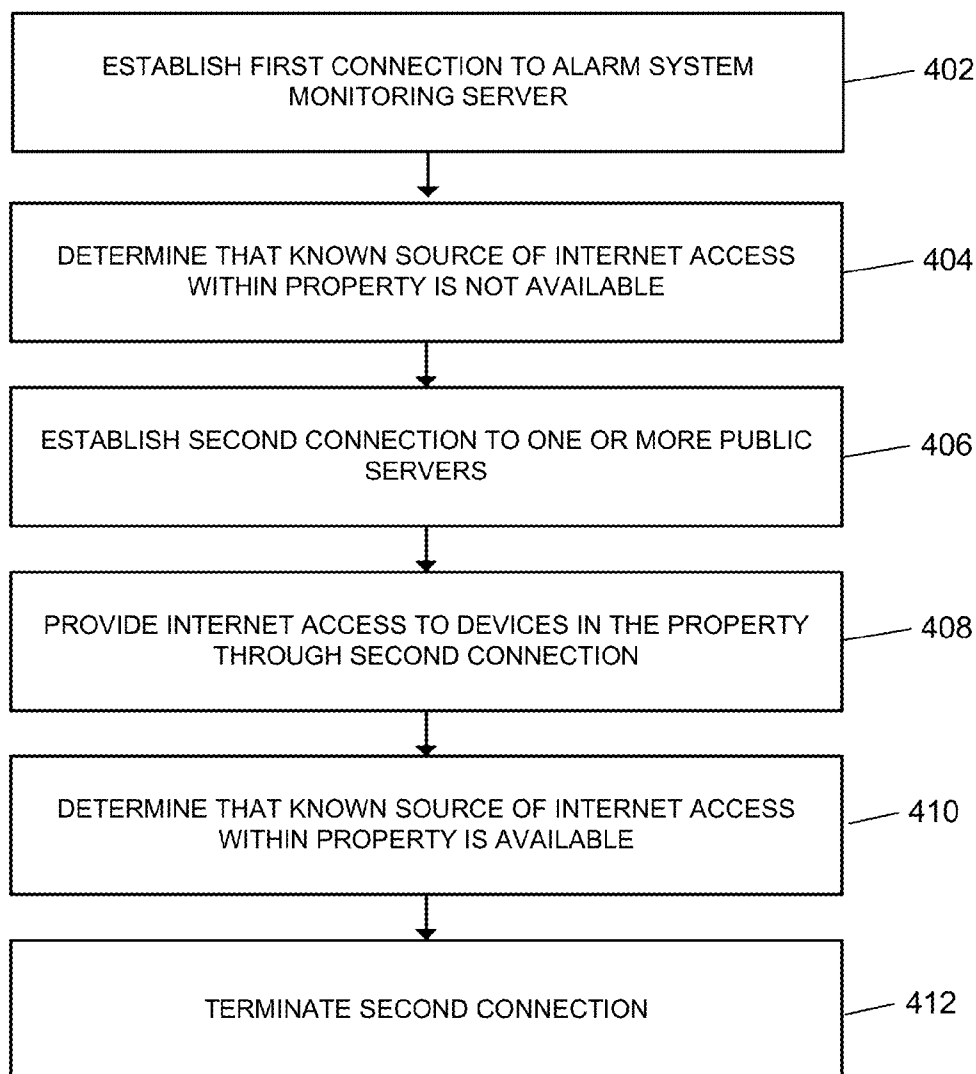 ESTABLISH FIRST CONNECTION TO ALARM SYSTEM
MONITORING SERVER
402
DETERMINE THAT KNOWN SOURCE OF INTERNET ACCESS
WITHIN PROPERTY IS NOT AVAILABLE
404
ESTABLISH SECOND CONNECTION TO ONE OR MORE PUBLIC
SERVERS
406
PROVIDE INTERNET ACCESS TO DEVICES IN THE PROPERTY
THROUGH SECOND CONNECTION
408
DETERMINE THAT KNOWN SOURCE OF INTERNET ACCESS
WITHIN PROPERTY IS AVAILABLE
410
TERMINATE SECOND CONNECTION
412